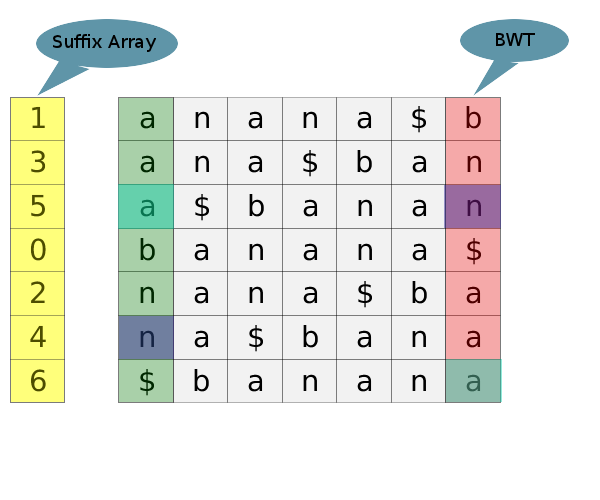 Suffix Array BWT
1 a n a n a $ b
3 a n a $ b a n
5 a $ b a n a n
0 b a n a n a $
2 n a n a $ b a
4 n a $ b a n a
6 $ b a n a n a